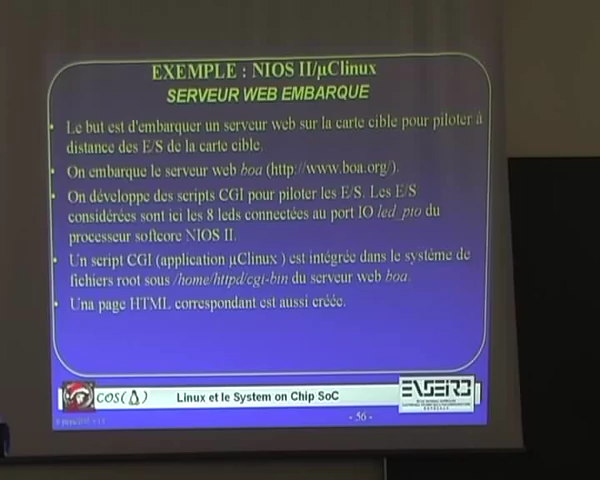 EXEMPLE : NIOS II/µClinux
SERVEUR WEB EMBARQUE
• Le but est d'embarquer un serveur web sur la carte cible pour piloter à
distance des E/S de la carte cible.
• On embarque le serveur web boa (http://www.boa.org/).
• On développe des scripts CGI pour piloter les E/S. Les E/S
considérées sont ici les 8 leds connectées au port IO led_pio du
processeur softcore NIOS II.
• Un script CGI (application µClinux ) est intégrée dans le système de
fichiers root sous /home/httpd/cgi-bin du serveur web boa.
• Una page HTML correspondant est aussi créée.
COS( )
Linux et le System on Chip SoC
ENSEIRB
BORDEAUX
- 56 -